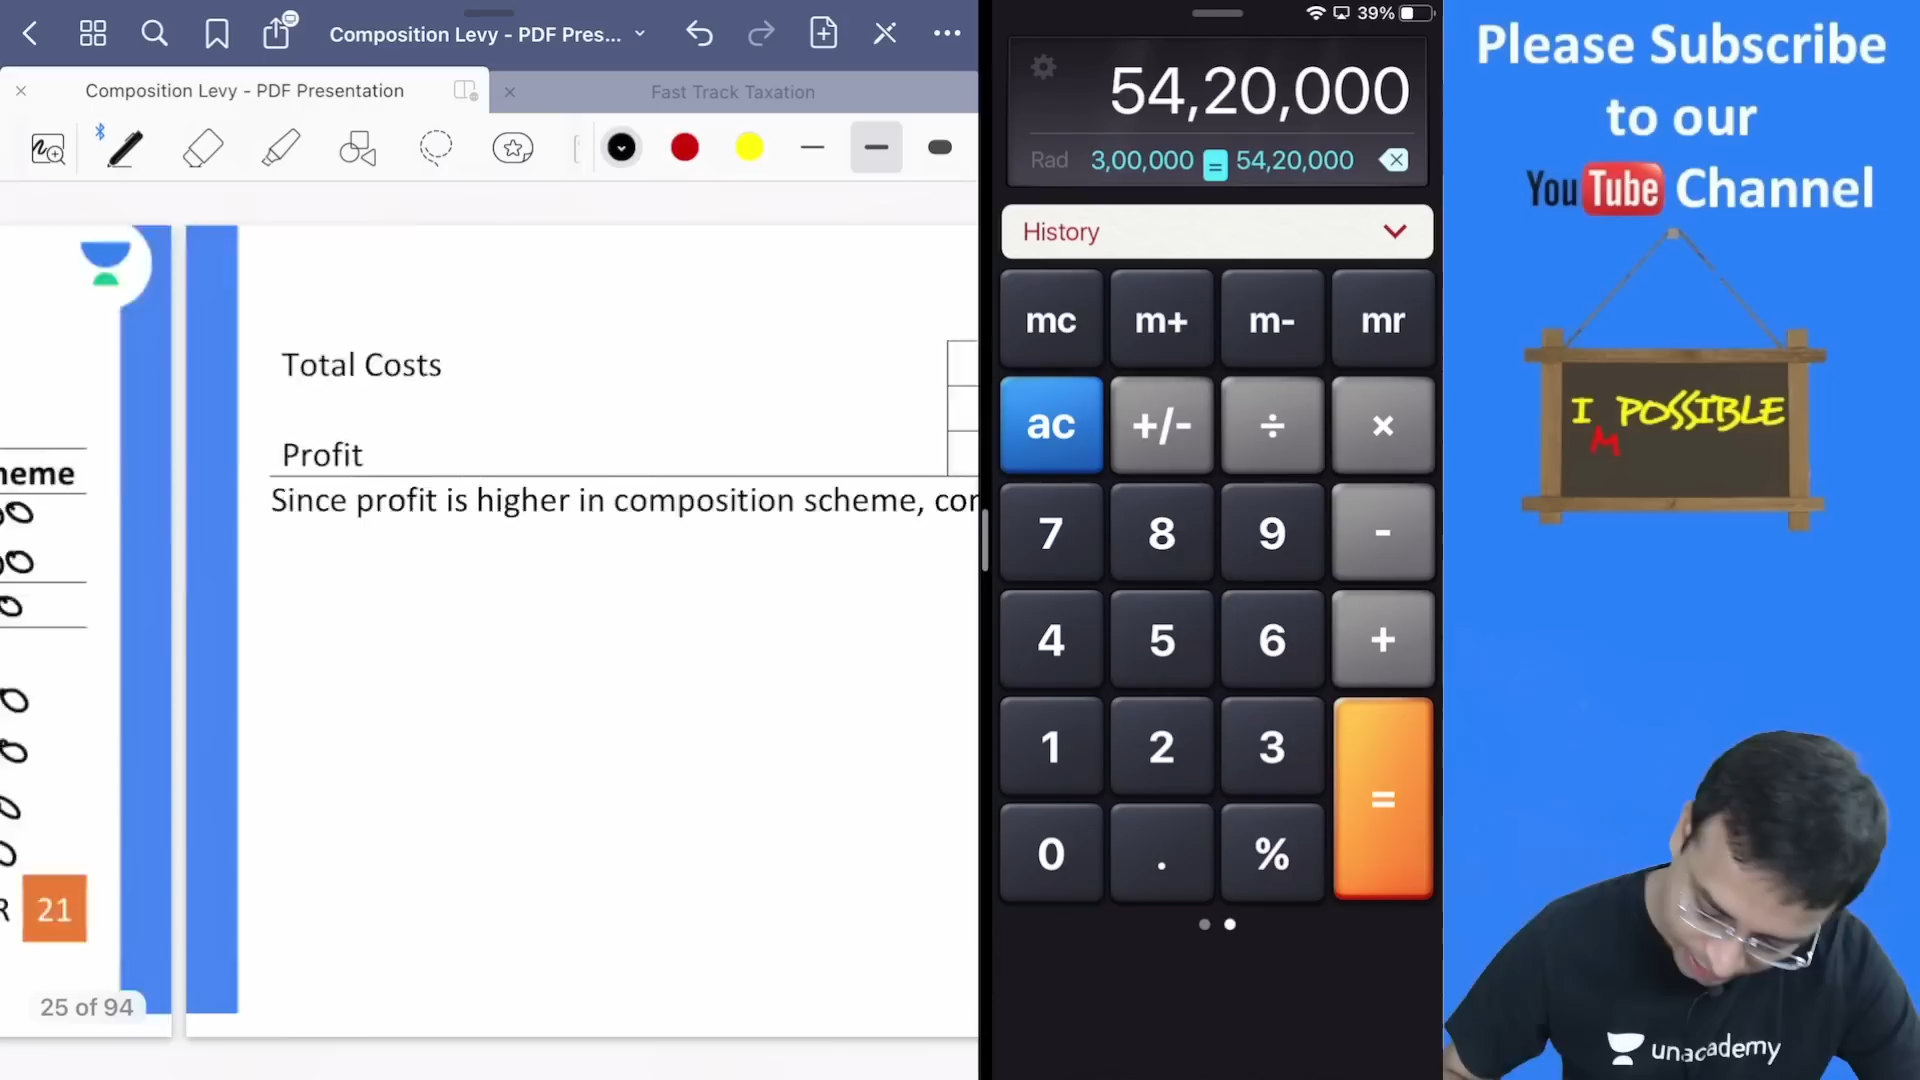 Composition Levy - PDF Pres...
39%
Composition Levy - PDF Presentation
Fast Track Taxation
54,20,000
Rad 3,00,000 = 54,20,000
History
mc m+ m- mr
ac +/- ÷ ×
7 8 9 -
4 5 6 +
1 2 3 =
0 . %
heme
Total Costs
Profit
Since profit is higher in composition scheme, con
21
25 of 94
Please Subscribe
to our
YouTube Channel
I POSSIBLE
M
unacademy